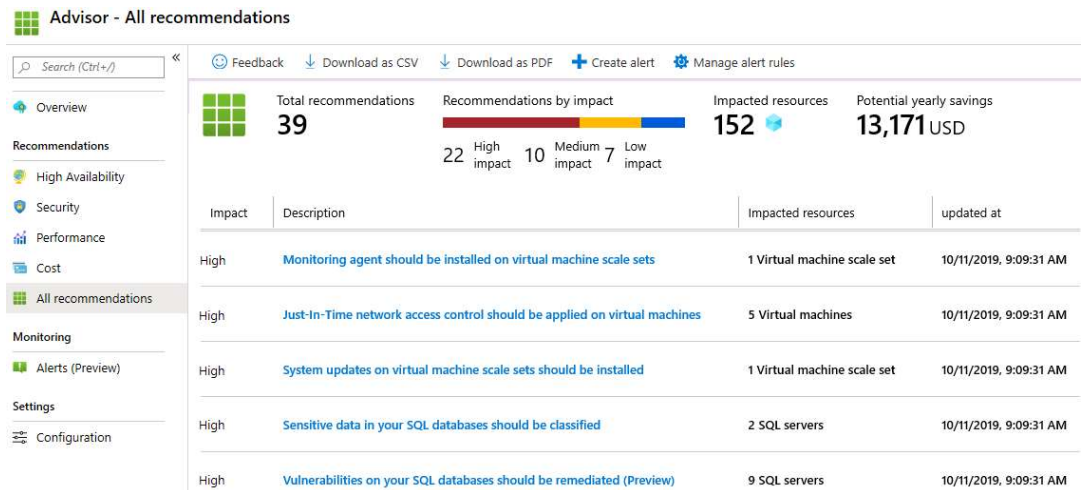 Advisor - All recommendations
Search (Ctrl+/)
«
Overview
Recommendations
High Availability
Security
Performance
Cost
All recommendations
Monitoring
Alerts (Preview)
Settings
Configuration
Feedback Download as CSV Download as PDF Create alert Manage alert rules
Total recommendations
39
Recommendations by impact
22 High impact 10 Medium impact 7 Low impact
Impacted resources
152
Potential yearly savings
13,171 USD
Impact Description Impacted resources updated at
High Monitoring agent should be installed on virtual machine scale sets 1 Virtual machine scale set 10/11/2019, 9:09:31 AM
High Just-In-Time network access control should be applied on virtual machines 5 Virtual machines 10/11/2019, 9:09:31 AM
High System updates on virtual machine scale sets should be installed 1 Virtual machine scale set 10/11/2019, 9:09:31 AM
High Sensitive data in your SQL databases should be classified 2 SQL servers 10/11/2019, 9:09:31 AM
High Vulnerabilities on your SQL databases should be remediated (Preview) 9 SQL servers 10/11/2019, 9:09:31 AM